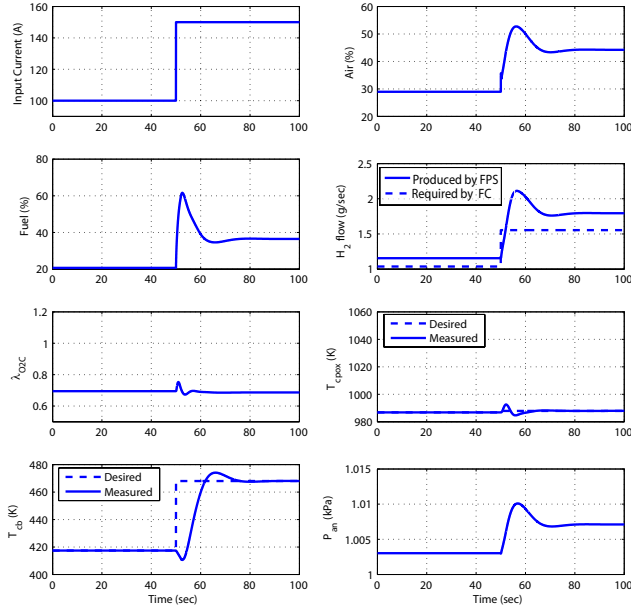 160
140
120
100
Input Current (A)
0 20 40 60 80 100
60
50
40
30
20
Air (%)
0 20 40 60 80 100
80
60
40
20
Fuel (%)
0 20 40 60 80 100
2.5
2
1.5
1
H2 flow (g/sec)
Produced by FPS
Required by FC
0 20 40 60 80 100
1.2
1
0.8
0.6
λO2C
0 20 40 60 80 100
1060
1040
1020
1000
980
Tcpox (K)
Desired
Measured
0 20 40 60 80 100
480
460
440
420
400
Tcb (K)
Desired
Measured
0 20 40 60 80 100
Time (sec)
1.015
1.01
1.005
1
Pan (kPa)
0 20 40 60 80 100
Time (sec)